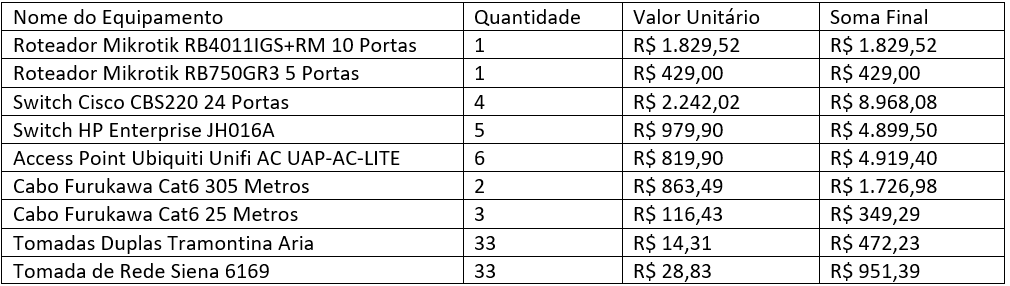 Nome do Equipamento Quantidade Valor Unitário Soma Final
Roteador Mikrotik RB4011IGS+RM 10 Portas 1 R$ 1.829,52 R$ 1.829,52
Roteador Mikrotik RB750GR3 5 Portas 1 R$ 429,00 R$ 429,00
Switch Cisco CBS220 24 Portas 4 R$ 2.242,02 R$ 8.968,08
Switch HP Enterprise JH016A 5 R$ 979,90 R$ 4.899,50
Access Point Ubiquiti Unifi AC UAP-AC-LITE 6 R$ 819,90 R$ 4.919,40
Cabo Furukawa Cat6 305 Metros 2 R$ 863,49 R$ 1.726,98
Cabo Furukawa Cat6 25 Metros 3 R$ 116,43 R$ 349,29
Tomadas Duplas Tramontina Aria 33 R$ 14,31 R$ 472,23
Tomada de Rede Siena 6169 33 R$ 28,83 R$ 951,39